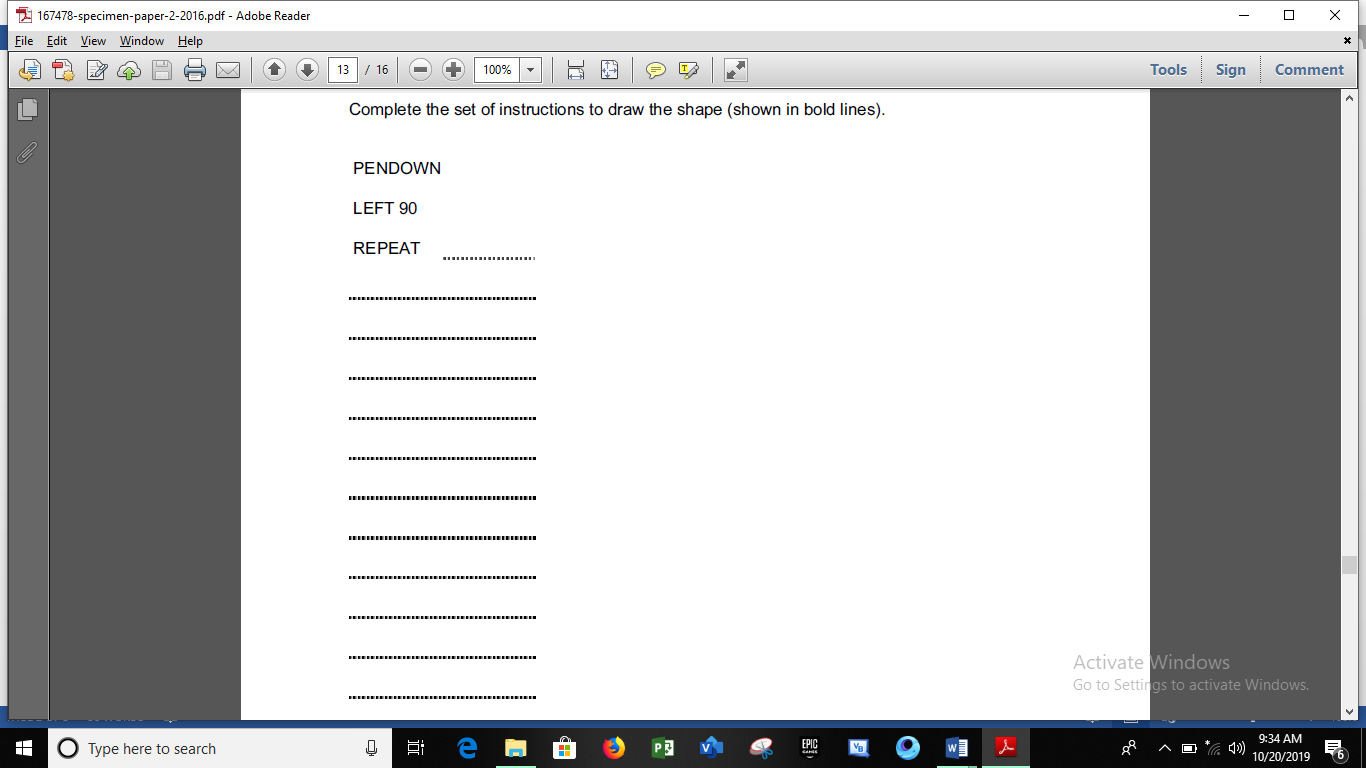 167478-specimen-paper-2-2016.pdf - Adobe Reader
File Edit View Window Help
13 / 16 100% Tools Sign Comment
Complete the set of instructions to draw the shape (shown in bold lines).
PENDOWN
LEFT 90
REPEAT
Activate Windows
Go to Settings to activate Windows.
Type here to search
9:34 AM
10/20/2019
6